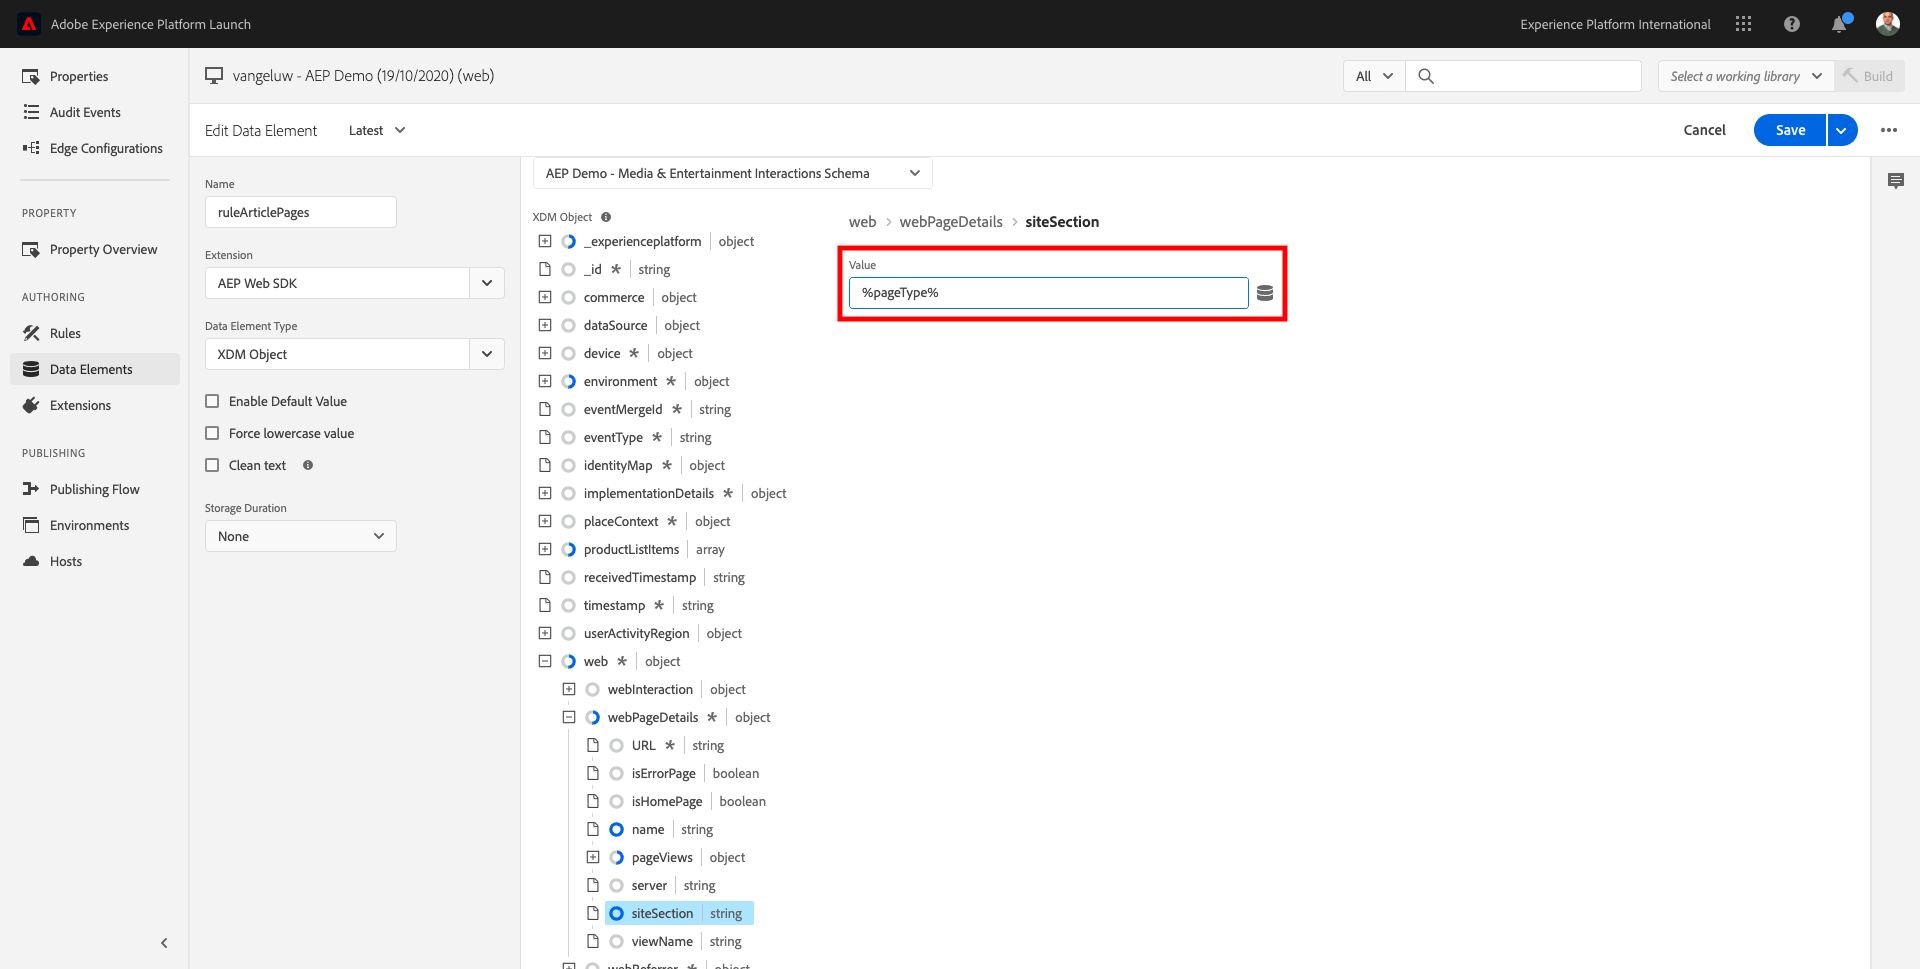 Adobe Experience Platform Launch
Experience Platform International
Properties
Audit Events
Edge Configurations
PROPERTY
Property Overview
AUTHORING
Rules
Data Elements
Extensions
PUBLISHING
Publishing Flow
Environments
Hosts
vangeluw - AEP Demo (19/10/2020) (web)
All
Select a working library
Build
Edit Data Element
Latest
Cancel
Save
Name
ruleArticlePages
Extension
AEP Web SDK
Data Element Type
XDM Object
Enable Default Value
Force lowercase value
Clean text
Storage Duration
None
AEP Demo - Media & Entertainment Interactions Schema
XDM Object
_experienceplatform object
_id * string
commerce object
dataSource object
device * object
environment * object
eventMergeId * string
eventType * string
identityMap * object
implementationDetails * object
placeContext * object
productListItems array
receivedTimestamp string
timestamp * string
userActivityRegion object
web * object
webInteraction object
webPageDetails * object
URL * string
isErrorPage boolean
isHomePage boolean
name string
pageViews object
server string
siteSection string
viewName string
webReferrer * object
web > webPageDetails > siteSection
Value
%pageType%